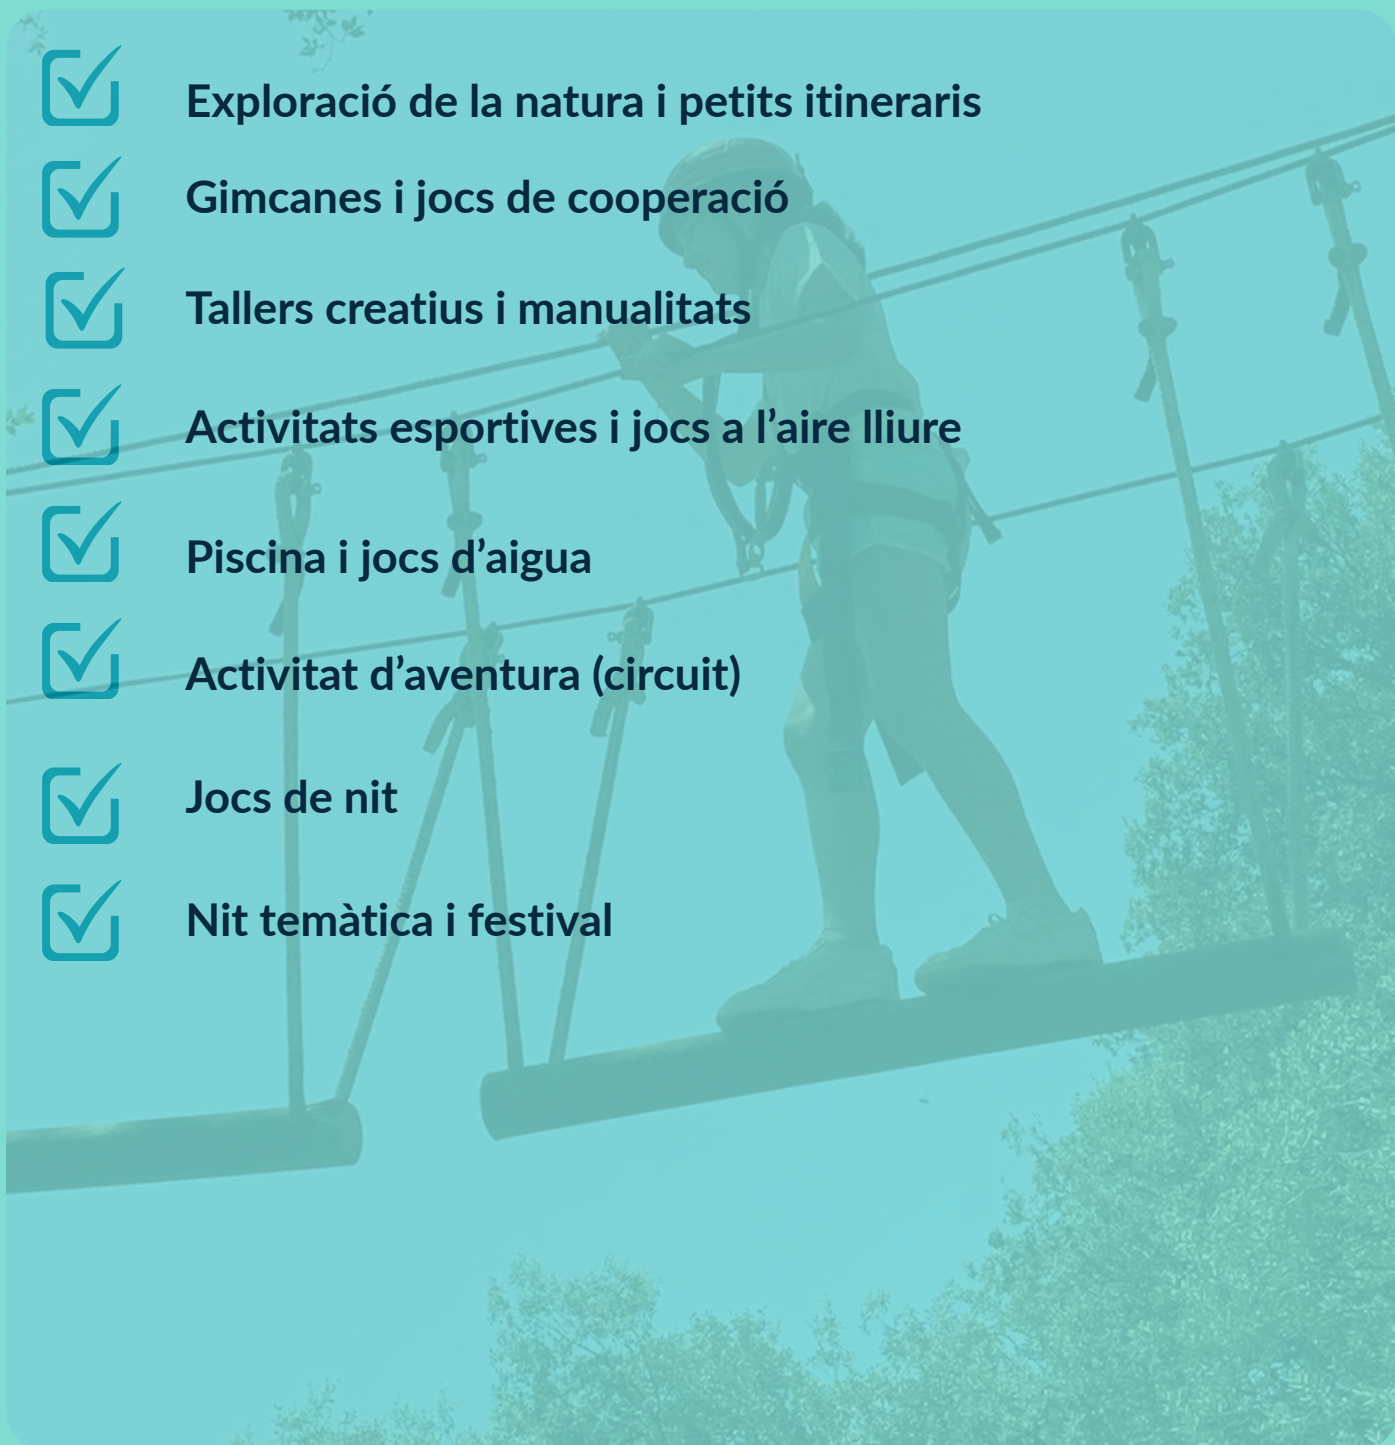 Exploració de la natura i petits itineraris
Gimcanes i jocs de cooperació
Tallers creatius i manualitats
Activitats esportives i jocs a l’aire lliure
Piscina i jocs d’aigua
Activitat d’aventura (circuit)
Jocs de nit
Nit temàtica i festival